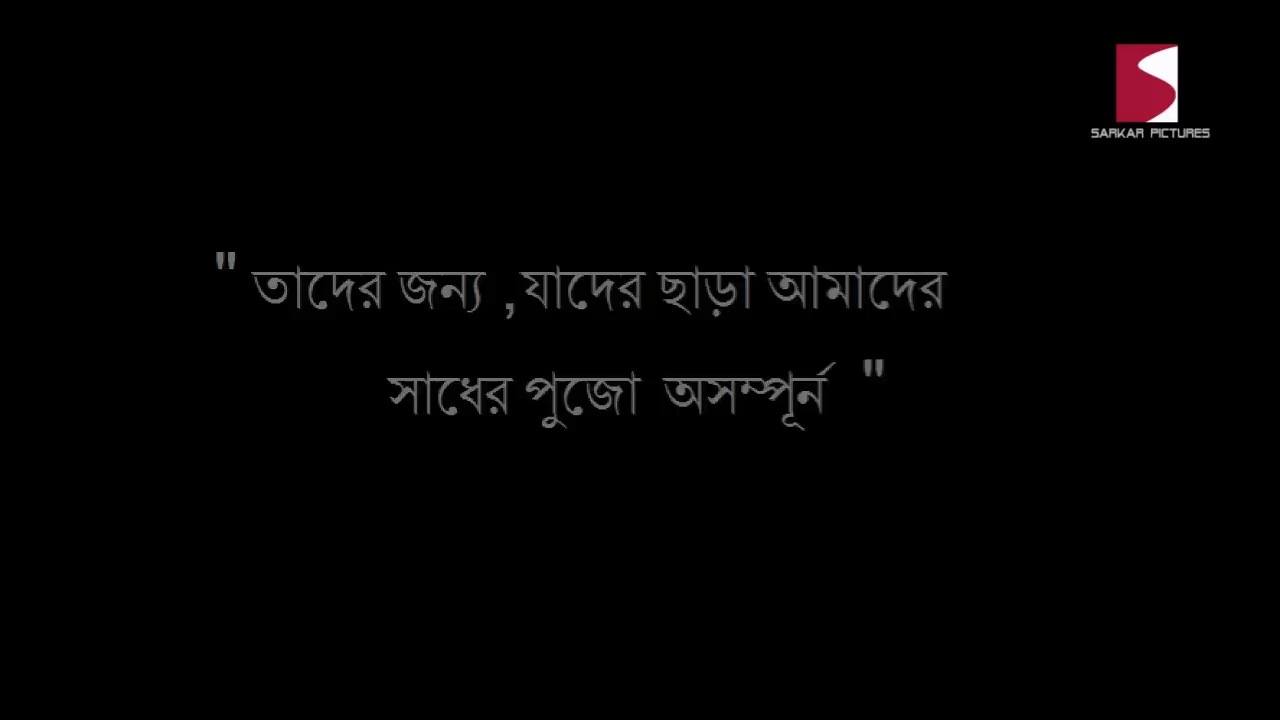 SARKAR PICTURES
" তাদের জন্য ,যাদের ছাড়া আমাদের
সাধের পুজো অসম্পূর্ন "